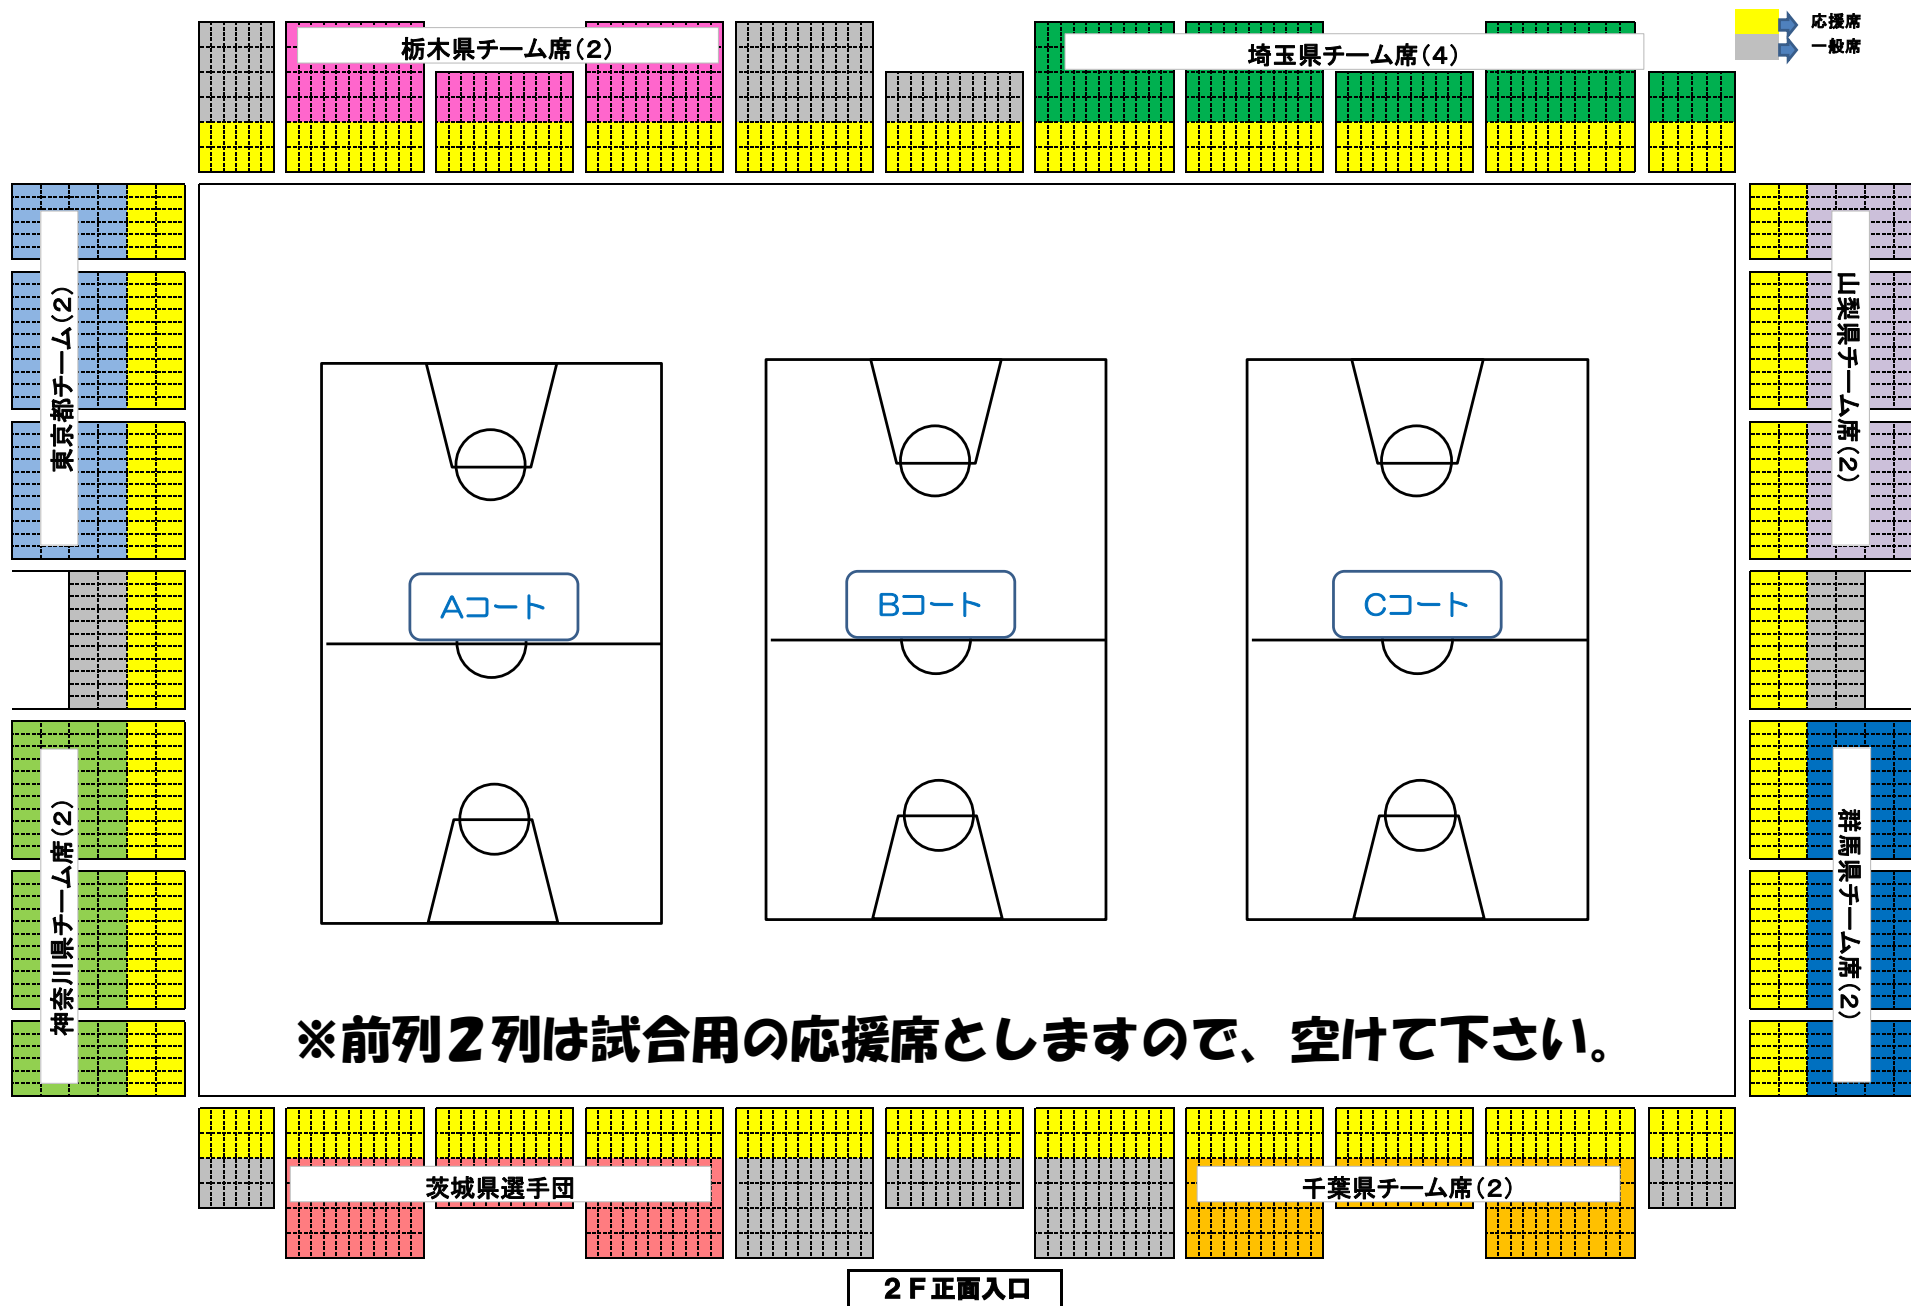 応援席
一般席
栃木県チーム席(2)
埼玉県チーム席(4)
東京都チーム(2)
山梨県チーム席(2)
Aコート
Bコート
Cコート
神奈川県チーム席(2)
群馬県チーム席(2)
※前列2列は試合用の応援席としますので、空けて下さい。
茨城県選手団
千葉県チーム席(2)
2F正面入口